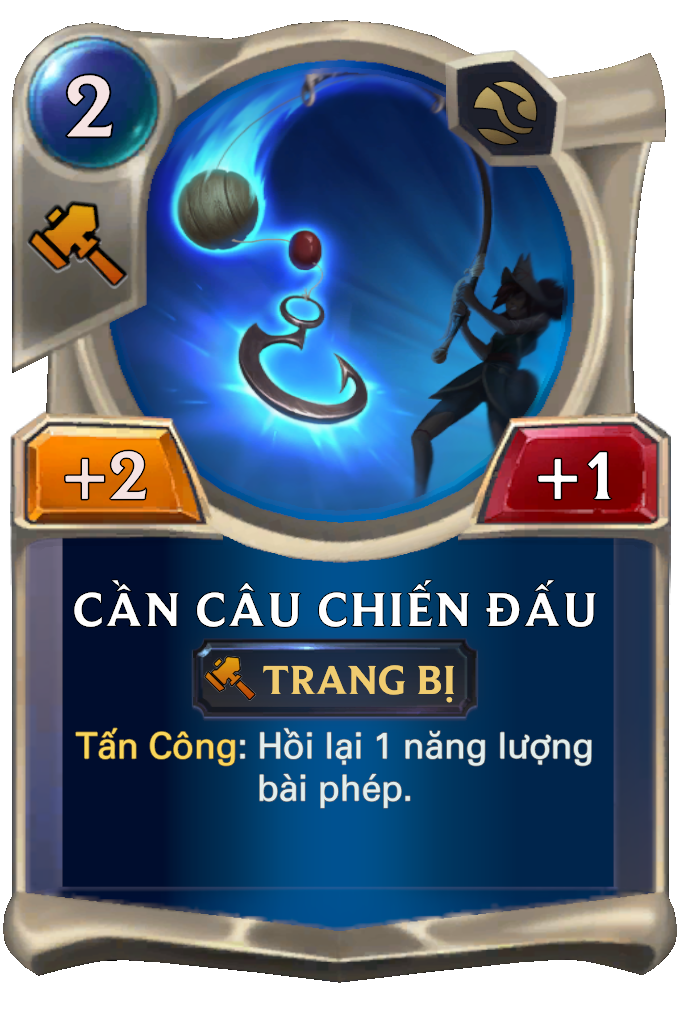 2
+2
+1
CẦN CÂU CHIẾN ĐẤU
TRANG BỊ
Tấn Công: Hồi lại 1 năng lượng
bài phép.